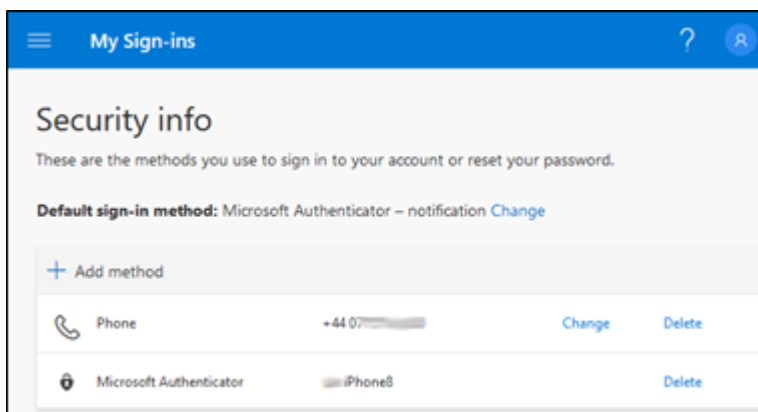 My Sign-ins ?
Security info
These are the methods you use to sign in to your account or reset your password.
Default sign-in method: Microsoft Authenticator – notification Change
+ Add method
Phone +44 07 Change Delete
Microsoft Authenticator iPhone8 Delete